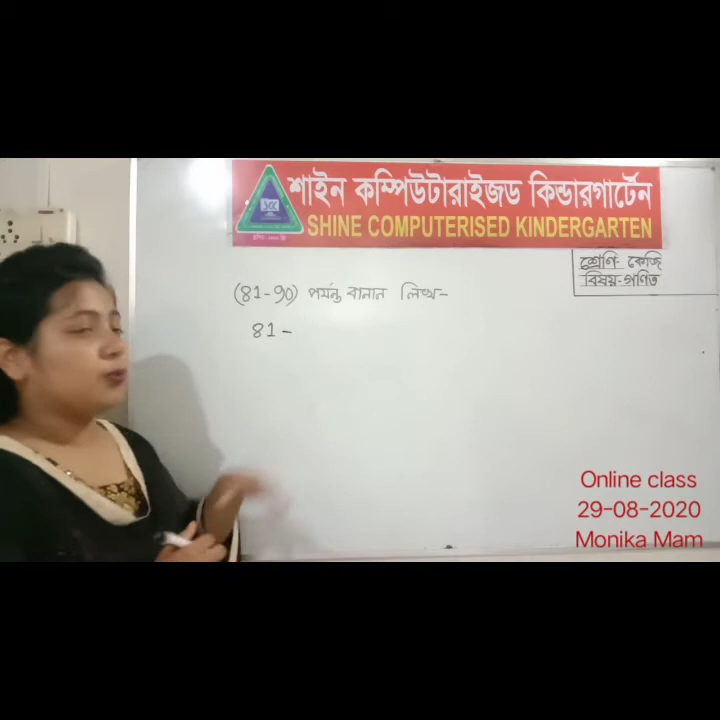 শাইন কম্পিউটারাইজড কিন্ডারগার্টেন
SHINE COMPUTERISED KINDERGARTEN
শ্রেণি- কেজি
বিষয়-গণিত
(81-90) পর্যন্ত বানান লিখ-
81-
Online class
29-08-2020
Monika Mam